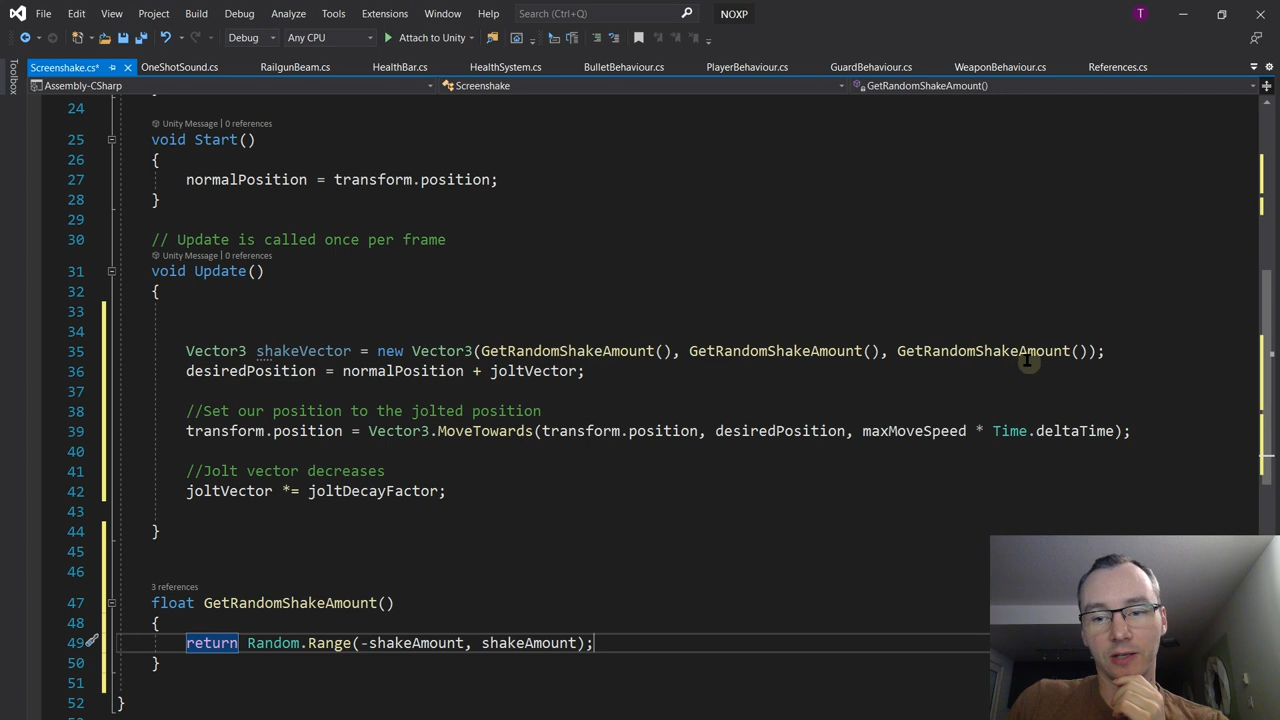 File Edit View Git Project Build Debug Analyze Tools Extensions Window Help Search (Ctrl+Q) NOXP T
Debug Any CPU Attach to Unity
Toolbox
Screenshake.cs* OneShotSound.cs RailgunBeam.cs HealthBar.cs HealthSystem.cs BulletBehaviour.cs PlayerBehaviour.cs GuardBehaviour.cs WeaponBehaviour.cs References.cs
Assembly-CSharp Screenshake GetRandomShakeAmount()
24
Unity Message | 0 references
25 void Start()
26 {
27 normalPosition = transform.position;
28 }
29
30 // Update is called once per frame
Unity Message | 0 references
31 void Update()
32 {
33
34
35 Vector3 shakeVector = new Vector3(GetRandomShakeAmount(), GetRandomShakeAmount(), GetRandomShakeAmount());
36 desiredPosition = normalPosition + joltVector;
37
38 //Set our position to the jolted position
39 transform.position = Vector3.MoveTowards(transform.position, desiredPosition, maxMoveSpeed * Time.deltaTime);
40
41 //Jolt vector decreases
42 joltVector *= joltDecayFactor;
43
44 }
45
46
3 references
47 float GetRandomShakeAmount()
48 {
49 return Random.Range(-shakeAmount, shakeAmount);
50 }
51
52 }